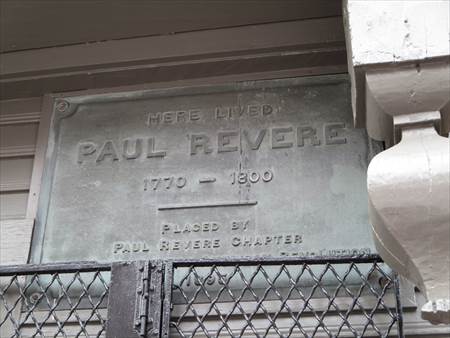 HERE LIVED
PAUL REVERE
1770 – 1800
PLACED BY
PAUL REVERE CHAPTER